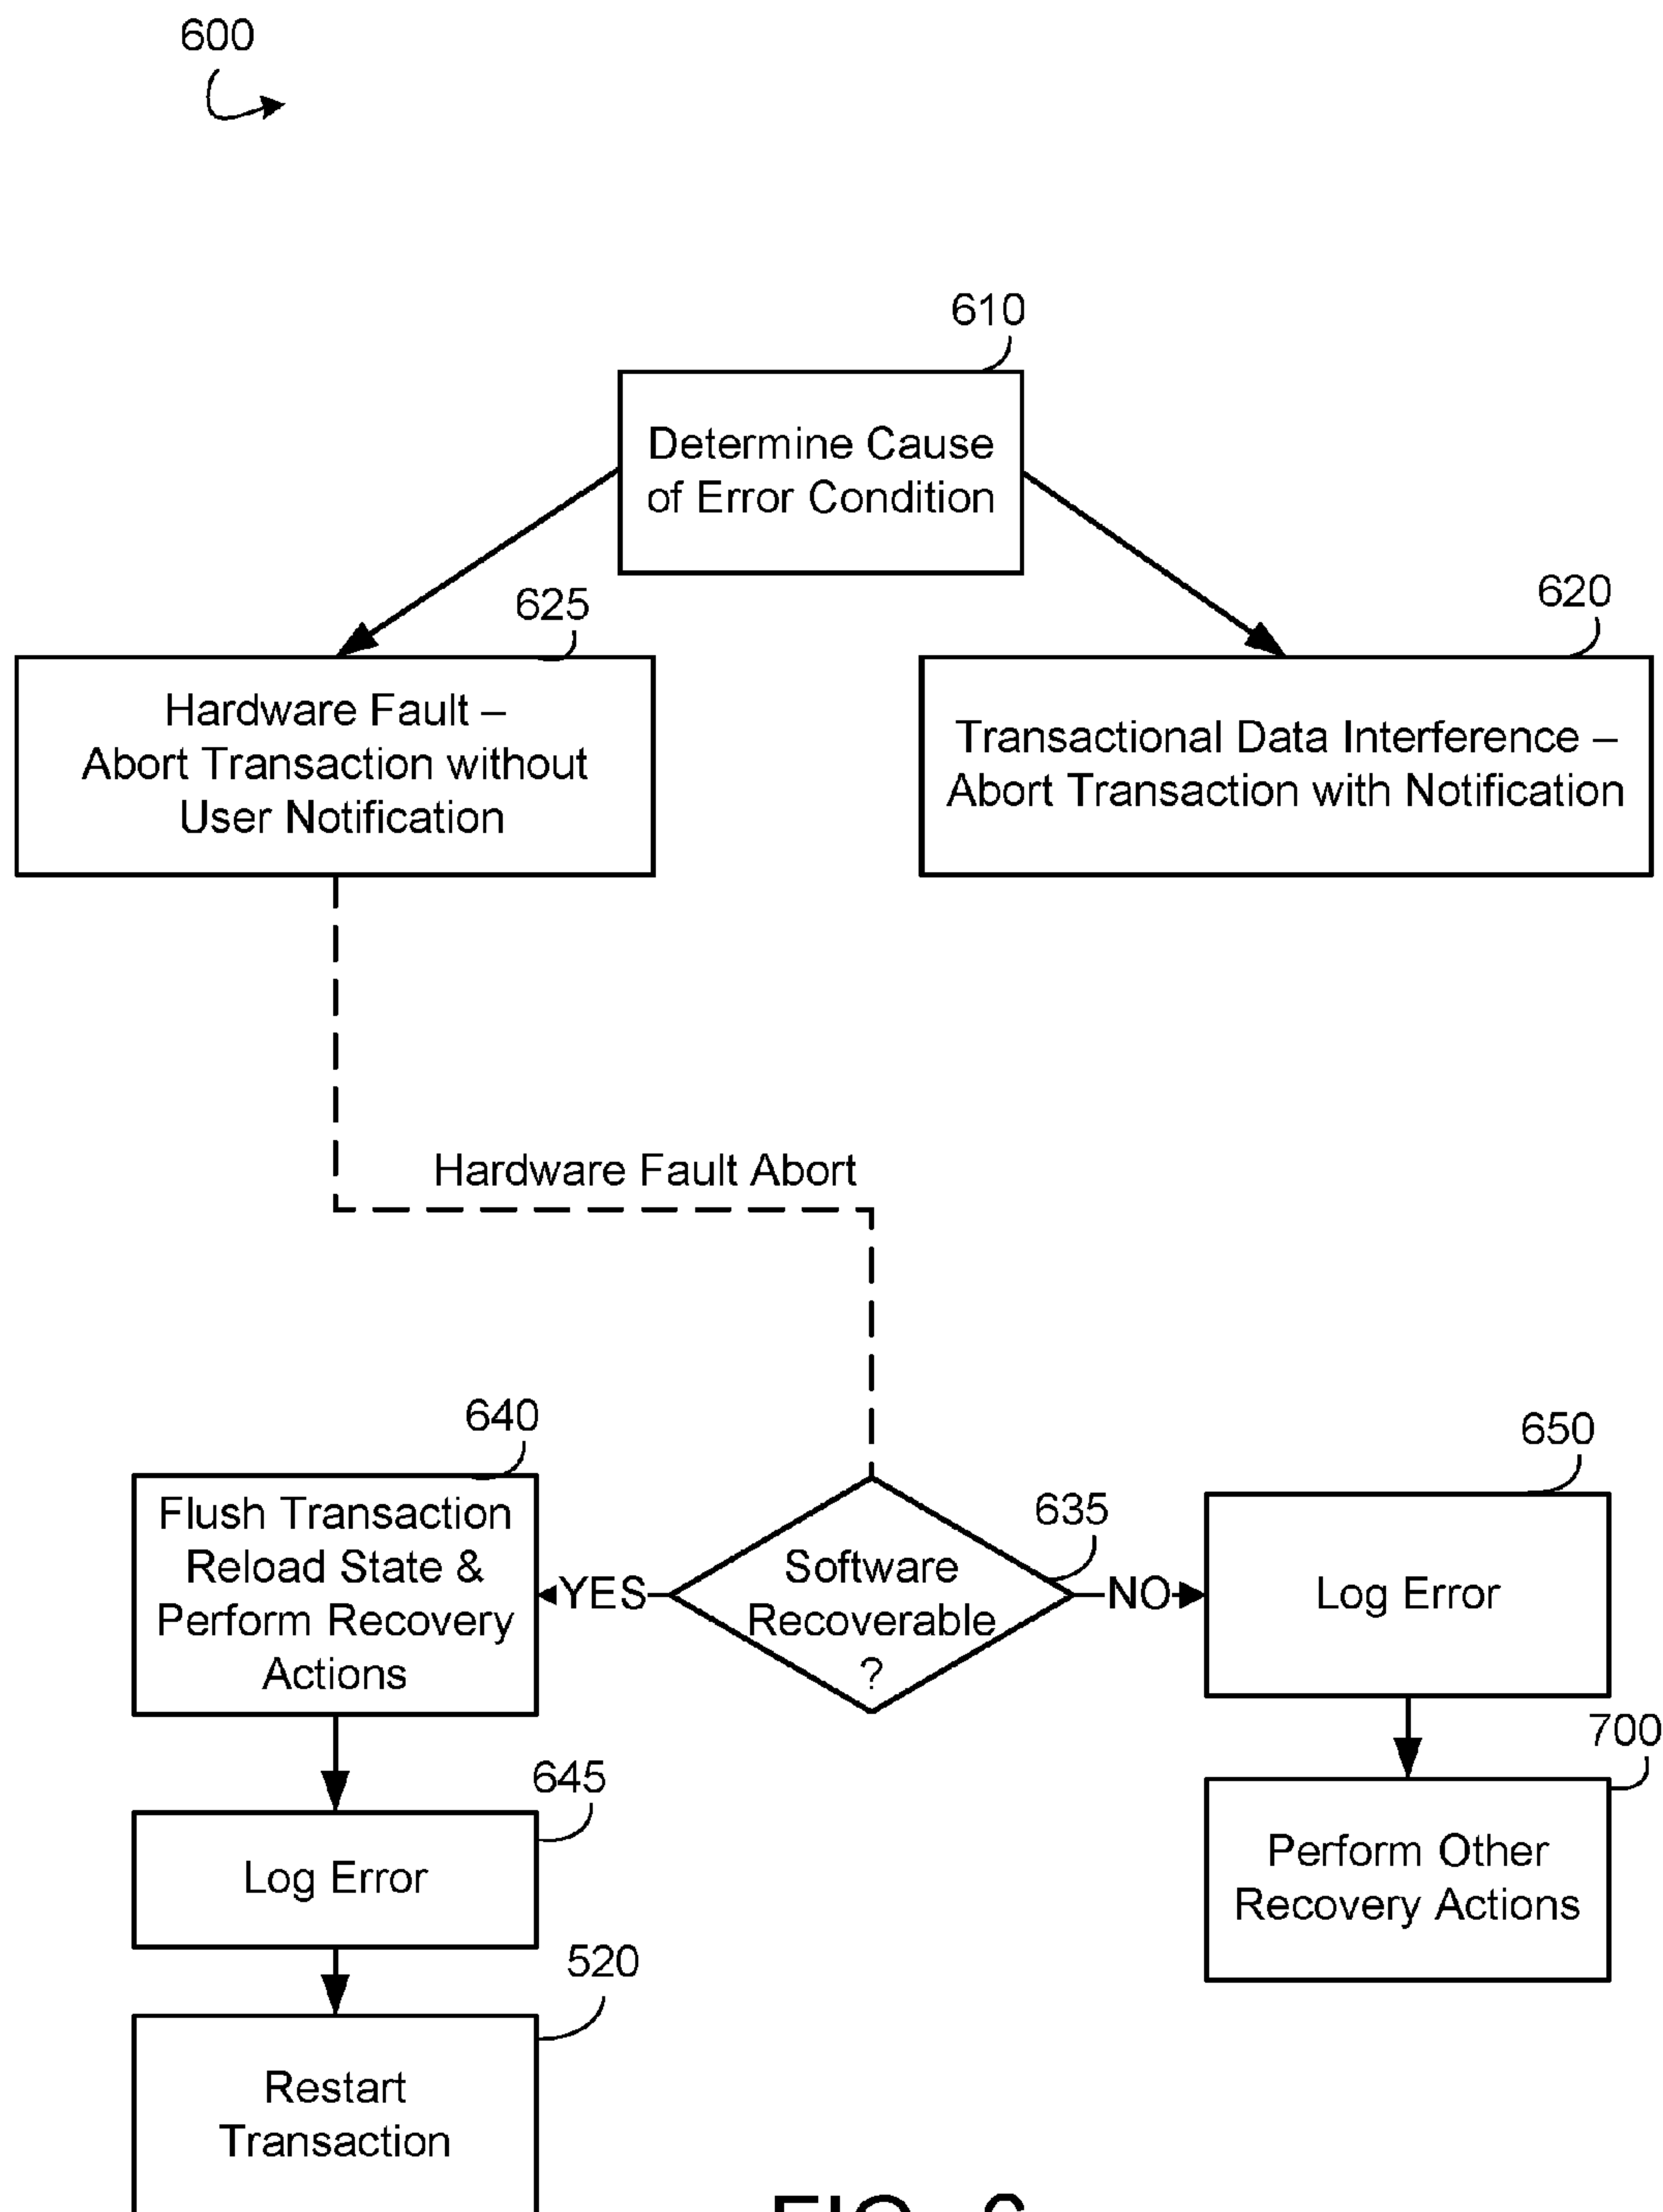 600
610
Determine Cause
of Error Condition
625
620
Hardware Fault –
Abort Transaction without
User Notification
Transactional Data Interference –
Abort Transaction with Notification
Hardware Fault Abort
640
650
635
Flush Transaction
Reload State &
Perform Recovery
Actions
YES
Software
Recoverable
?
NO
Log Error
700
645
Log Error
Perform Other
Recovery Actions
520
Restart
Transaction